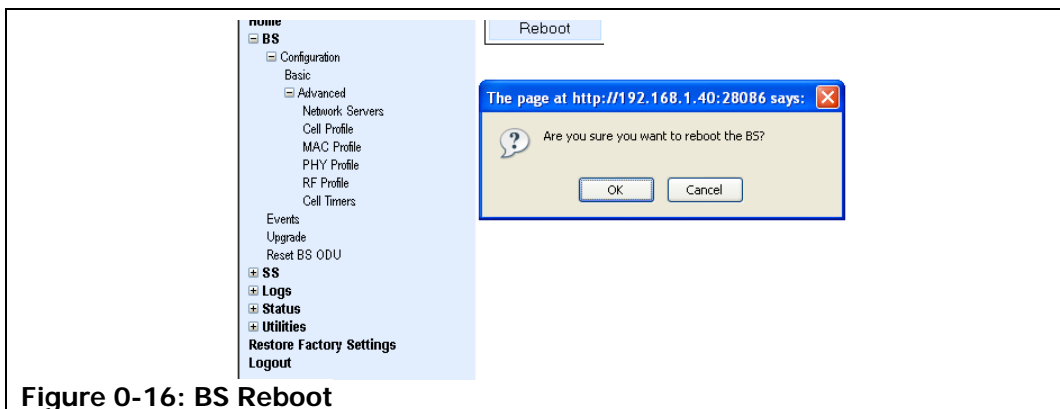 Home
BS
Configuration
Basic
Advanced
Network Servers
Cell Profile
MAC Profile
PHY Profile
RF Profile
Cell Timers
Events
Upgrade
Reset BS ODU
SS
Logs
Status
Utilities
Restore Factory Settings
Logout
Reboot
The page at http://192.168.1.40:28086 says:
Are you sure you want to reboot the BS?
OK
Cancel
Figure 0-16: BS Reboot